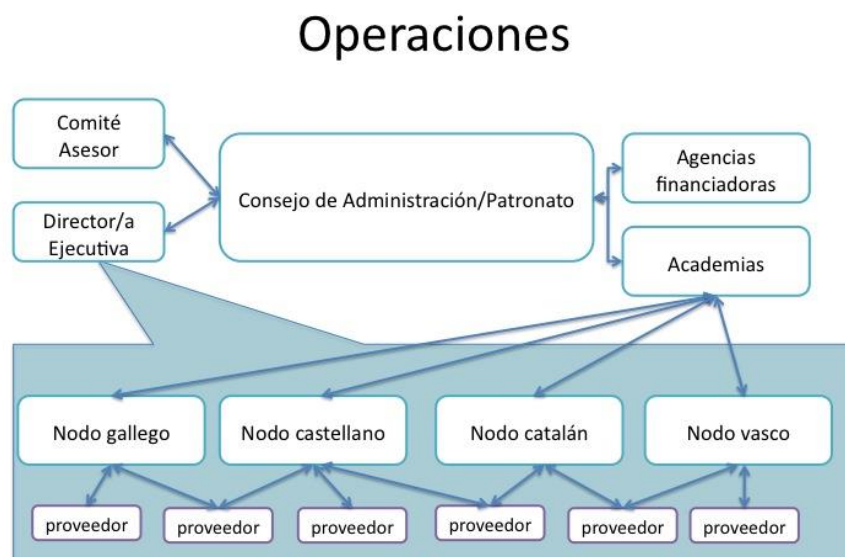 Operaciones
Comité
Asesor
Consejo de Administración/Patronato
Agencias
financiadoras
Director/a
Ejecutiva
Academias
Nodo gallego
Nodo castellano
Nodo catalán
Nodo vasco
proveedor
proveedor
proveedor
proveedor
proveedor
proveedor